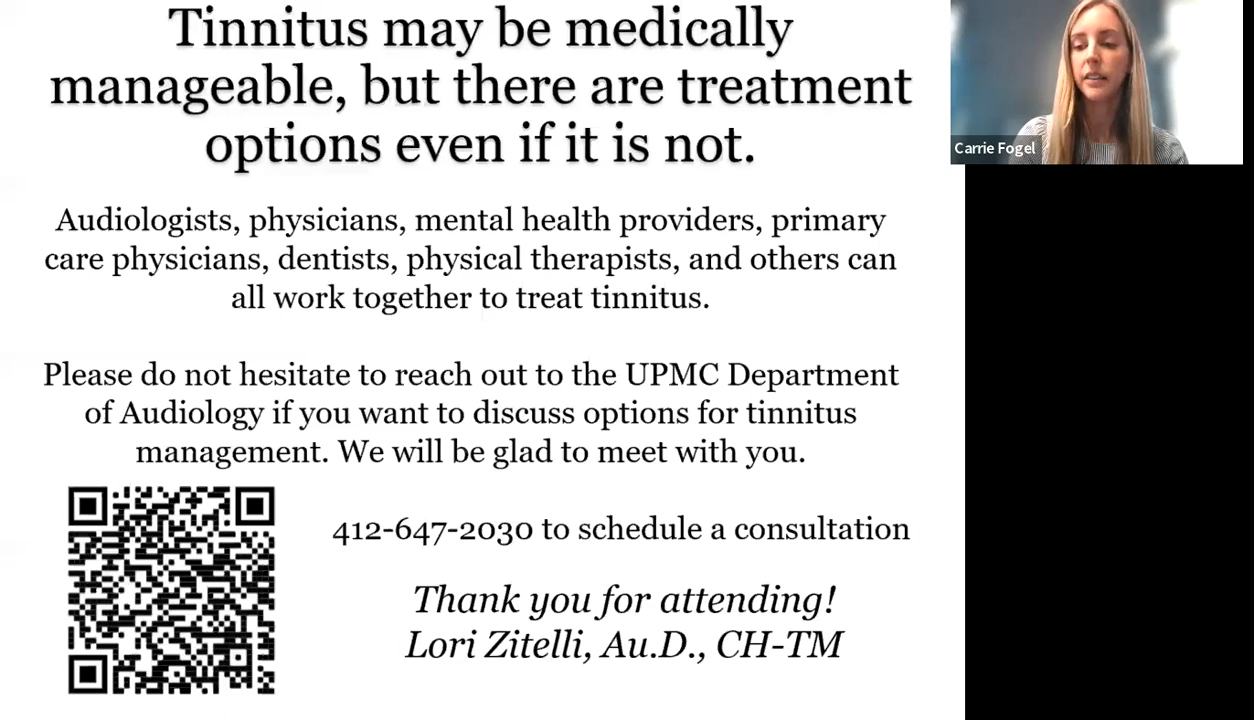 Tinnitus may be medically
manageable, but there are treatment
options even if it is not.
Carrie Fogel
Audiologists, physicians, mental health providers, primary
care physicians, dentists, physical therapists, and others can
all work together to treat tinnitus.
Please do not hesitate to reach out to the UPMC Department
of Audiology if you want to discuss options for tinnitus
management. We will be glad to meet with you.
412-647-2030 to schedule a consultation
Thank you for attending!
Lori Zitelli, Au.D., CH-TM